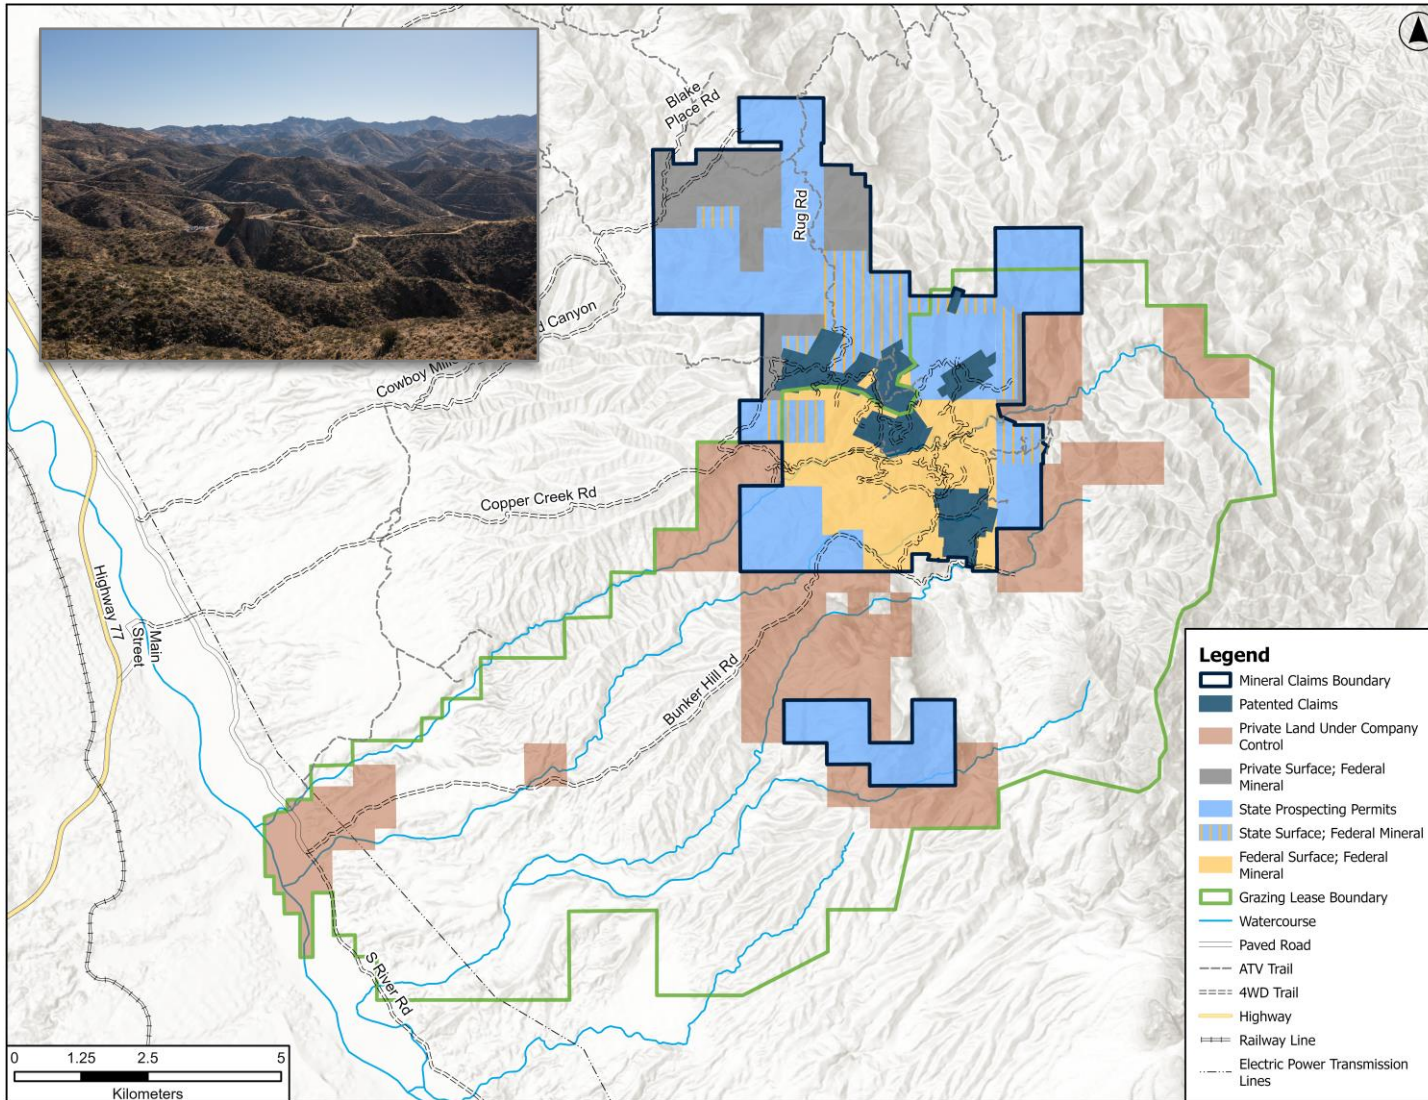 Blake
Place Rd
Rug Rd
d Canyon
Cowboy Mine
Copper Creek Rd
Highway 77
Main
Street
Bunker Hill Rd
S River Rd
Legend
Mineral Claims Boundary
Patented Claims
Private Land Under Company
Control
Private Surface; Federal
Mineral
State Prospecting Permits
State Surface; Federal Mineral
Federal Surface; Federal
Mineral
Grazing Lease Boundary
Watercourse
Paved Road
ATV Trail
4WD Trail
Highway
Railway Line
Electric Power Transmission
Lines
0 1.25 2.5 5
Kilometers